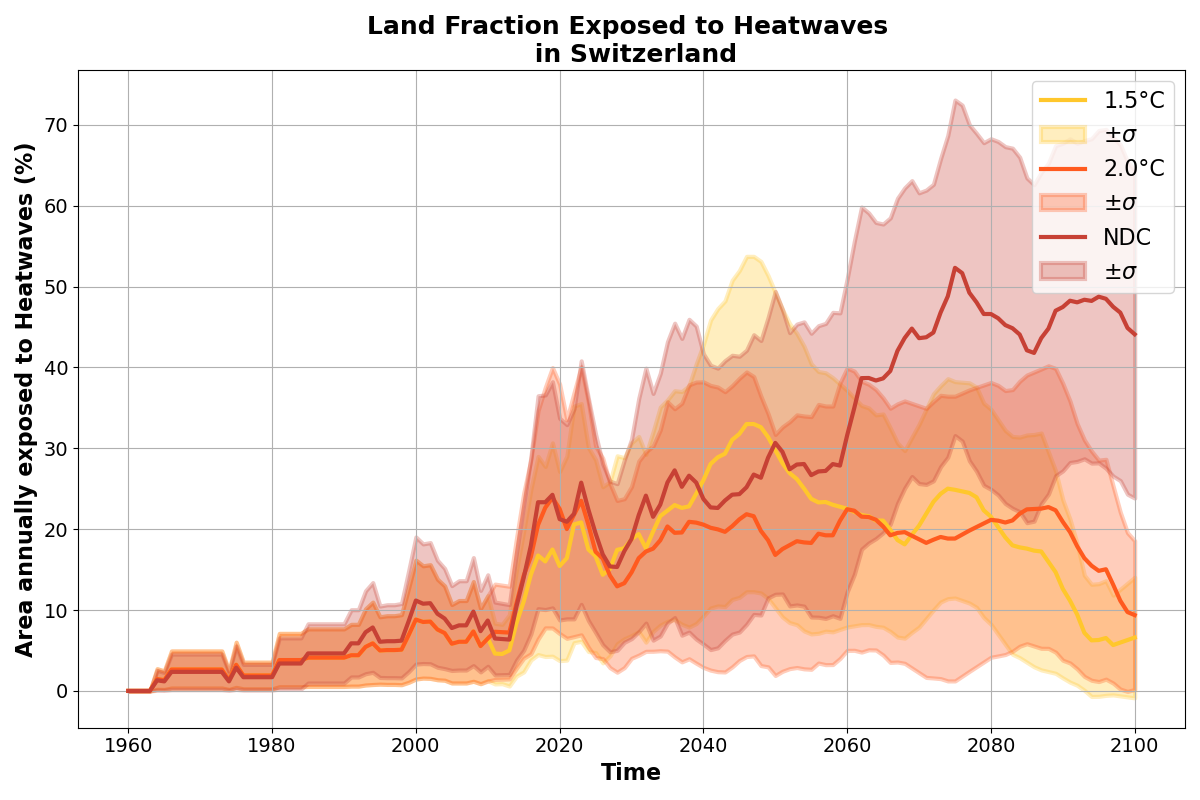 Land Fraction Exposed to Heatwaves
in Switzerland
Area annually exposed to Heatwaves (%)
70
60
50
40
30
20
10
0
1.5°C
±σ
2.0°C
±σ
NDC
±σ
1960 1980 2000 2020 2040 2060 2080 2100
Time